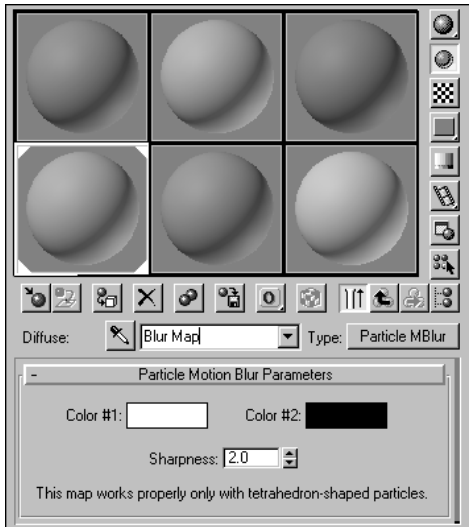 0
Diffuse: Blur Map Type: Particle MBlur
- Particle Motion Blur Parameters
Color #1: Color #2:
Sharpness: 2.0
This map works properly only with tetrahedron-shaped particles.